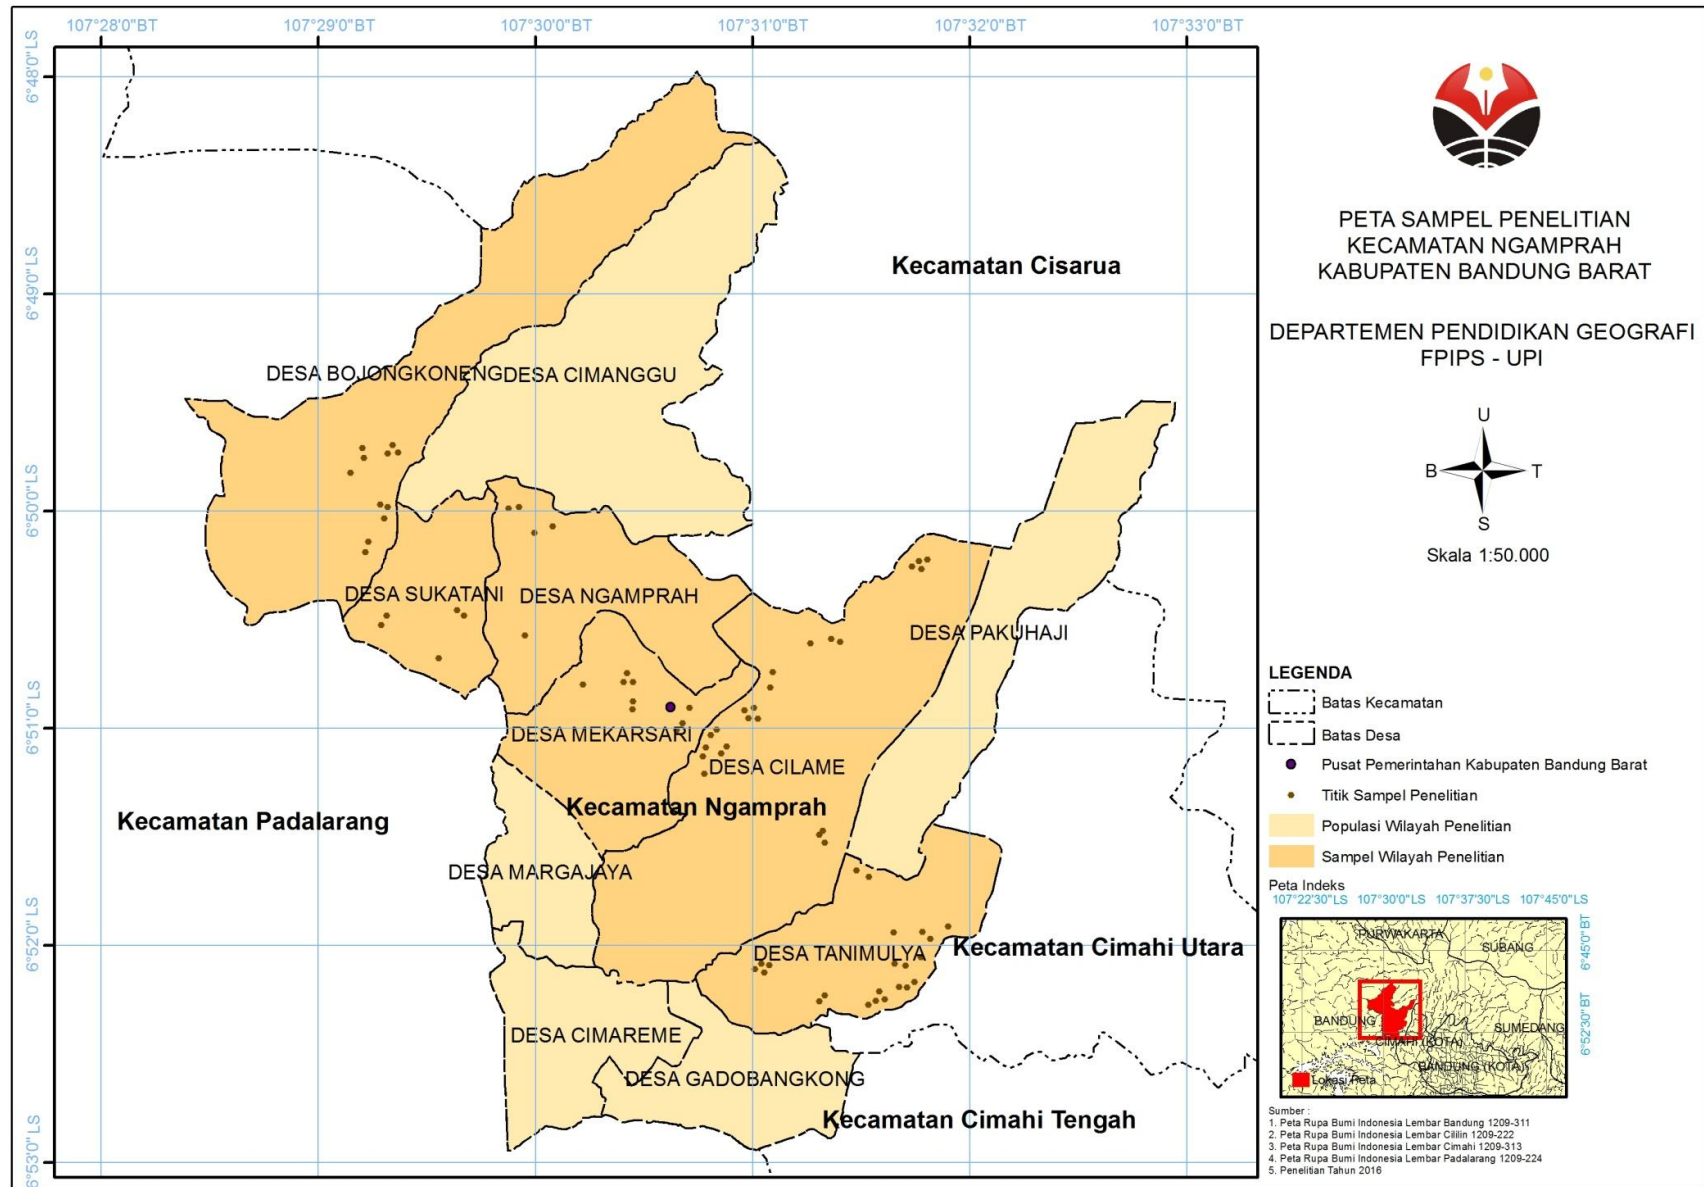 107°28'0"BT
107°29'0"BT
107°30'0"BT
107°31'0"BT
107°32'0"BT
107°33'0"BT
6°48'0" LS
6°49'0" LS
6°50'0" LS
6°51'0" LS
6°52'0" LS
6°53'0" LS
Kecamatan Cisarua
DESA BOJONGKONENG
DESA CIMANGGU
DESA SUKATANI
DESA NGAMPRAH
DESA PAKUHAJI
DESA MEKARSARI
DESA CILAME
Kecamatan Ngamprah
Kecamatan Padalarang
DESA MARGAJAYA
DESA TANIMULYA
Kecamatan Cimahi Utara
DESA CIMAREME
DESA GADOBANGKONG
Kecamatan Cimahi Tengah
PETA SAMPEL PENELITIAN
KECAMATAN NGAMPRAH
KABUPATEN BANDUNG BARAT
DEPARTEMEN PENDIDIKAN GEOGRAFI
FPIPS - UPI
U
B
T
S
Skala 1:50.000
LEGENDA
Batas Kecamatan
Batas Desa
Pusat Pemerintahan Kabupaten Bandung Barat
Titik Sampel Penelitian
Populasi Wilayah Penelitian
Sampel Wilayah Penelitian
Peta Indeks
107°22'30"LS
107°30'0"LS
107°37'30"LS
107°45'0"LS
6°45'0"BT
6°52'30"BT
PURWAKARTA
SUBANG
BANDUNG
SUMEDANG
CIMAHI (KOTA)
BANDUNG (KOTA)
Lokasi Peta
Sumber :
1. Peta Rupa Bumi Indonesia Lembar Bandung 1209-311
2. Peta Rupa Bumi Indonesia Lembar Cililin 1209-222
3. Peta Rupa Bumi Indonesia Lembar Cimahi 1209-313
4. Peta Rupa Bumi Indonesia Lembar Padalarang 1209-224
5. Penelitian Tahun 2016